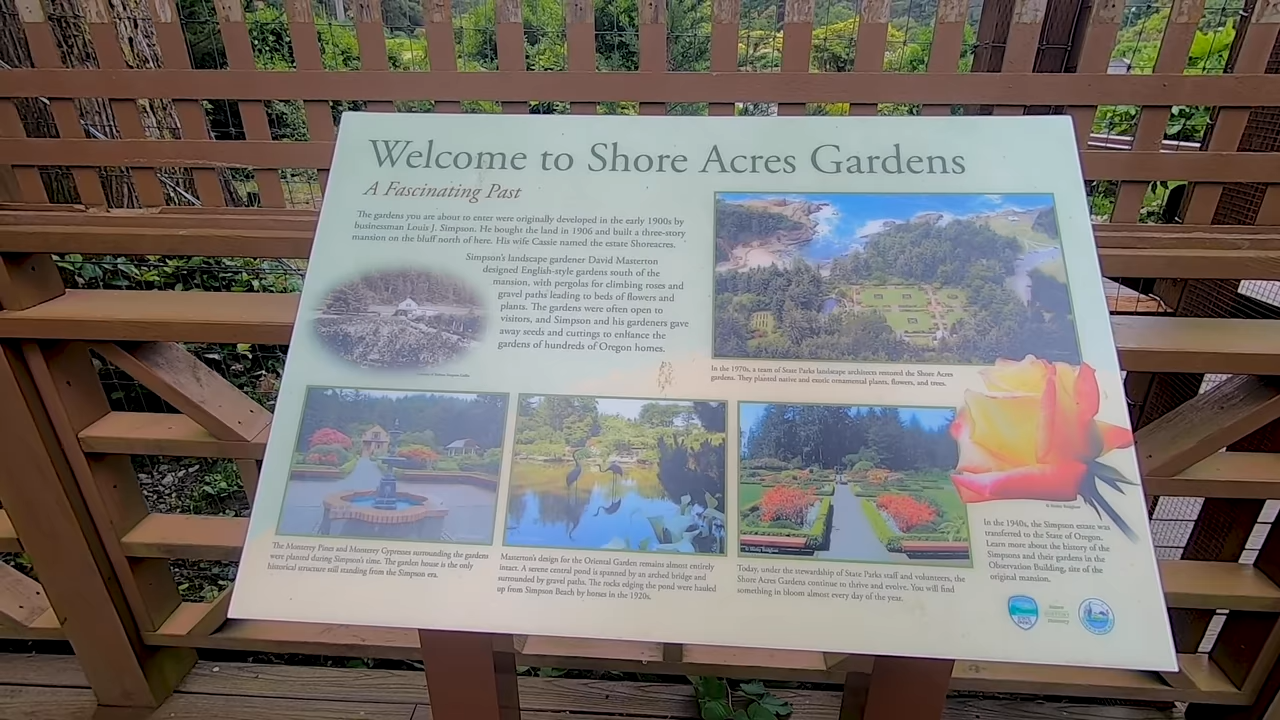 Welcome to Shore Acres Gardens
A Fascinating Past
The gardens you are about to enter were originally developed in the early 1900s by
businessman Louis J. Simpson. He bought the land in 1906 and built a three-story
mansion on the bluff north of here. His wife Cassie named the estate Shoreacres.
Simpson's landscape gardener David Masterton
designed English-style gardens south of the
mansion, with pergolas for climbing roses and
gravel paths leading to beds of flowers and
plants. The gardens were often open to
visitors, and Simpson and his gardeners gave
away seeds and cuttings to enhance the
gardens of hundreds of Oregon homes.
In the 1970s, a team of State Parks landscape architects restored the Shore Acres
gardens. They planted native and exotic ornamental plants, flowers, and trees.
The Monterey Pines and Monterey Cypresses surrounding the gardens
were planted during Simpson's time. The garden house is the only
historical structure still standing from the Simpson era.
Masterton's design for the Oriental Garden remains almost entirely
intact. A serene central pond is spanned by an arched bridge and
surrounded by gravel paths. The rocks edging the pond were hauled
up from Simpson Beach by horses in the 1920s.
Today, under the stewardship of State Parks staff and volunteers, the
Shore Acres Gardens continue to thrive and evolve. You will find
something in bloom almost every day of the year.
In the 1940s, the Simpson estate was
transferred to the State of Oregon.
Learn more about the history of the
Simpsons and their gardens in the
Observation Building, site of the
original mansion.